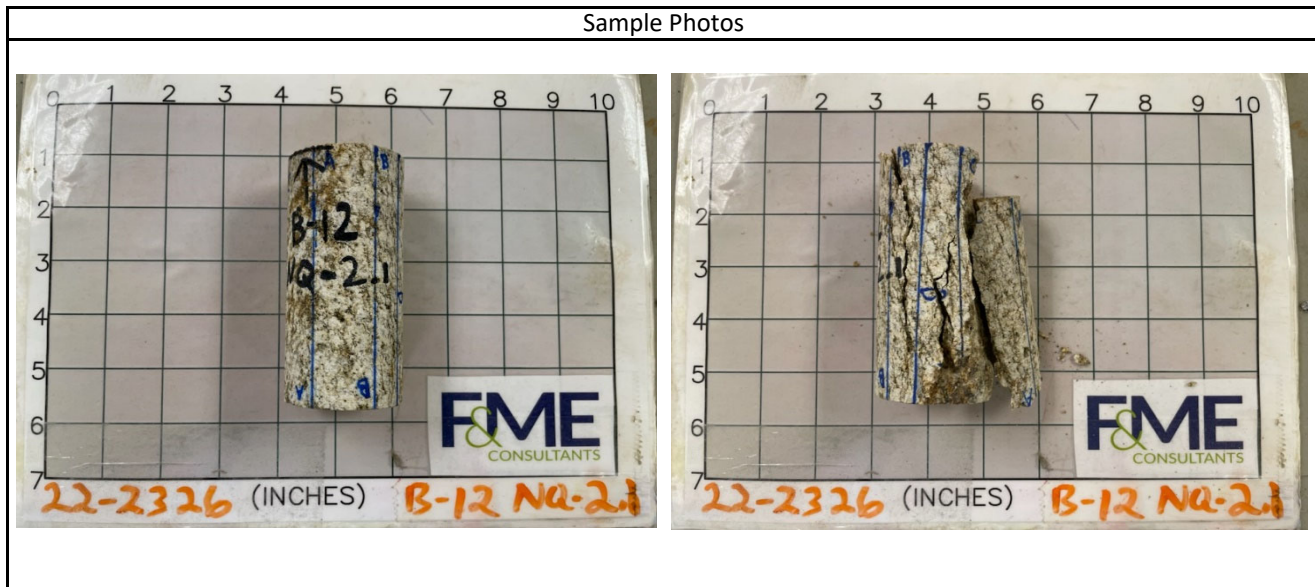 Sample Photos
0 1 2 3 4 5 6 7 8 9 10
1
2
3
4
5
6
7
A B
B-12
NQ-2.1
A B
F&ME
CONSULTANTS
22-2326 (INCHES) B-12 NQ-2.1
0 1 2 3 4 5 6 7 8 9 10
1
2
3
4
5
6
7
B
F&ME
CONSULTANTS
22-2326 (INCHES) B-12 NQ-2.1